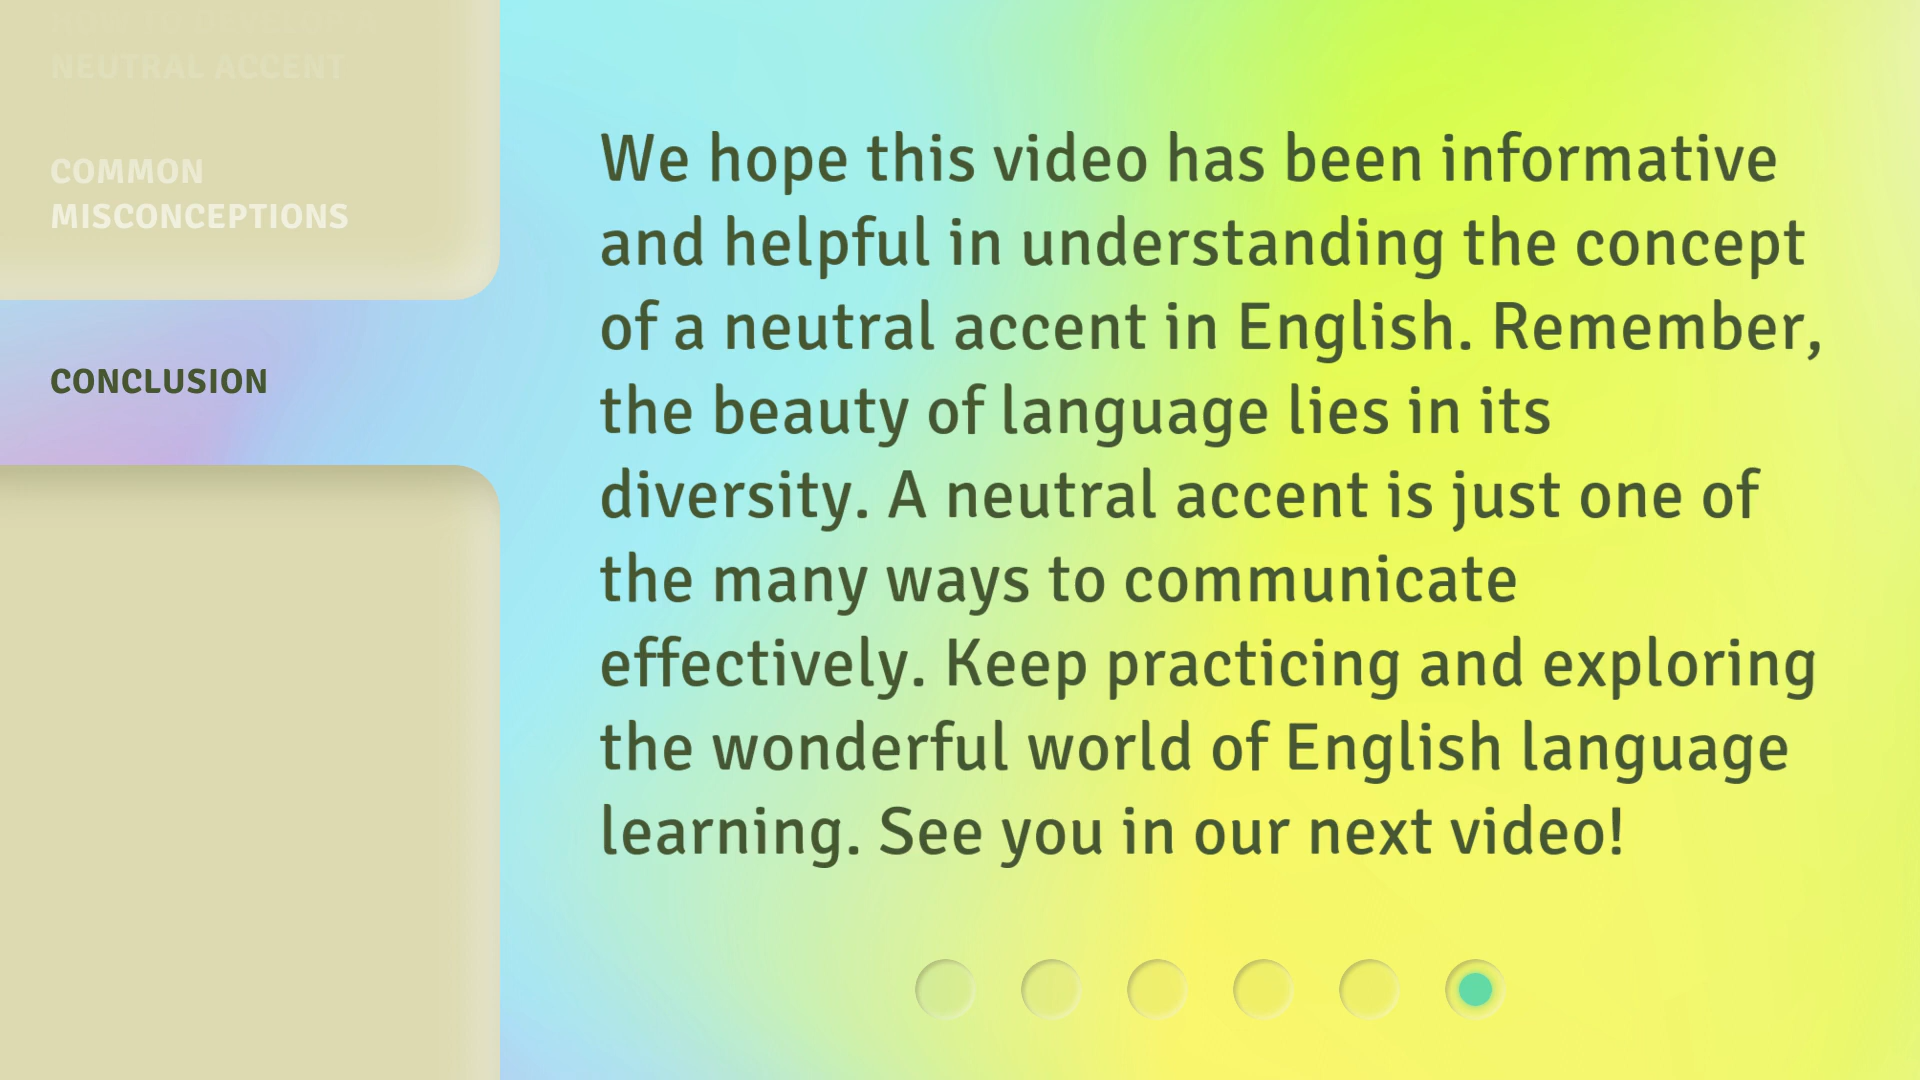 HOW TO DEVELOP A
NEUTRAL ACCENT
COMMON
MISCONCEPTIONS
CONCLUSION
We hope this video has been informative
and helpful in understanding the concept
of a neutral accent in English. Remember,
the beauty of language lies in its
diversity. A neutral accent is just one of
the many ways to communicate
effectively. Keep practicing and exploring
the wonderful world of English language
learning. See you in our next video!